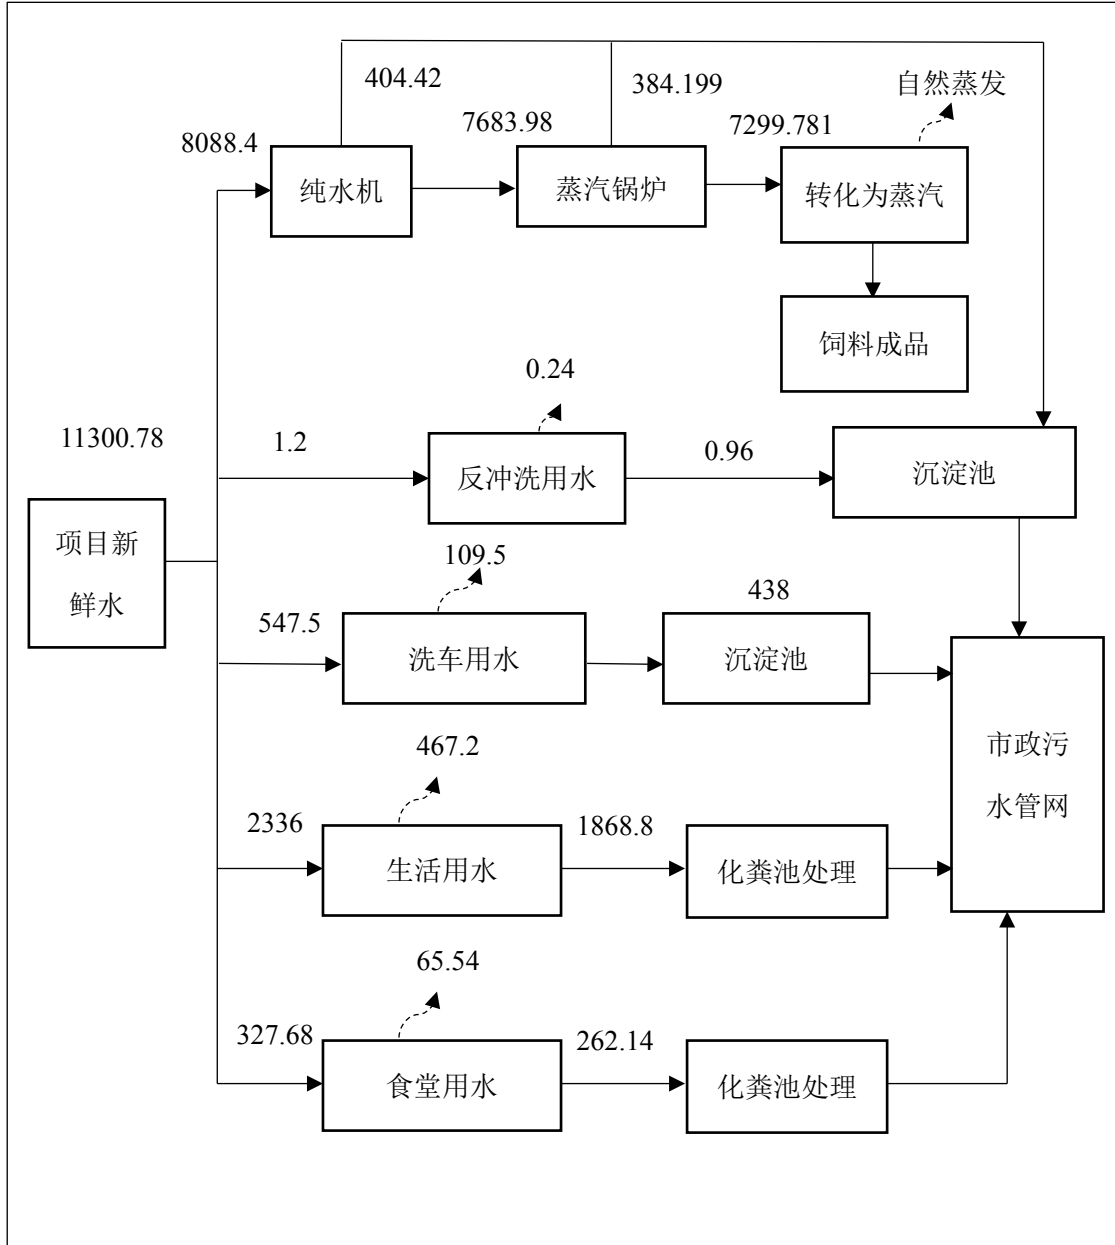 404.42
384.199
自然蒸发
8088.4
7683.98
7299.781
纯水机
蒸汽锅炉
转化为蒸汽
饲料成品
0.24
11300.78
1.2
反冲洗用水
0.96
沉淀池
项目新
鲜水
109.5
547.5
洗车用水
438
沉淀池
市政污
水管网
467.2
2336
生活用水
1868.8
化粪池处理
65.54
327.68
食堂用水
262.14
化粪池处理